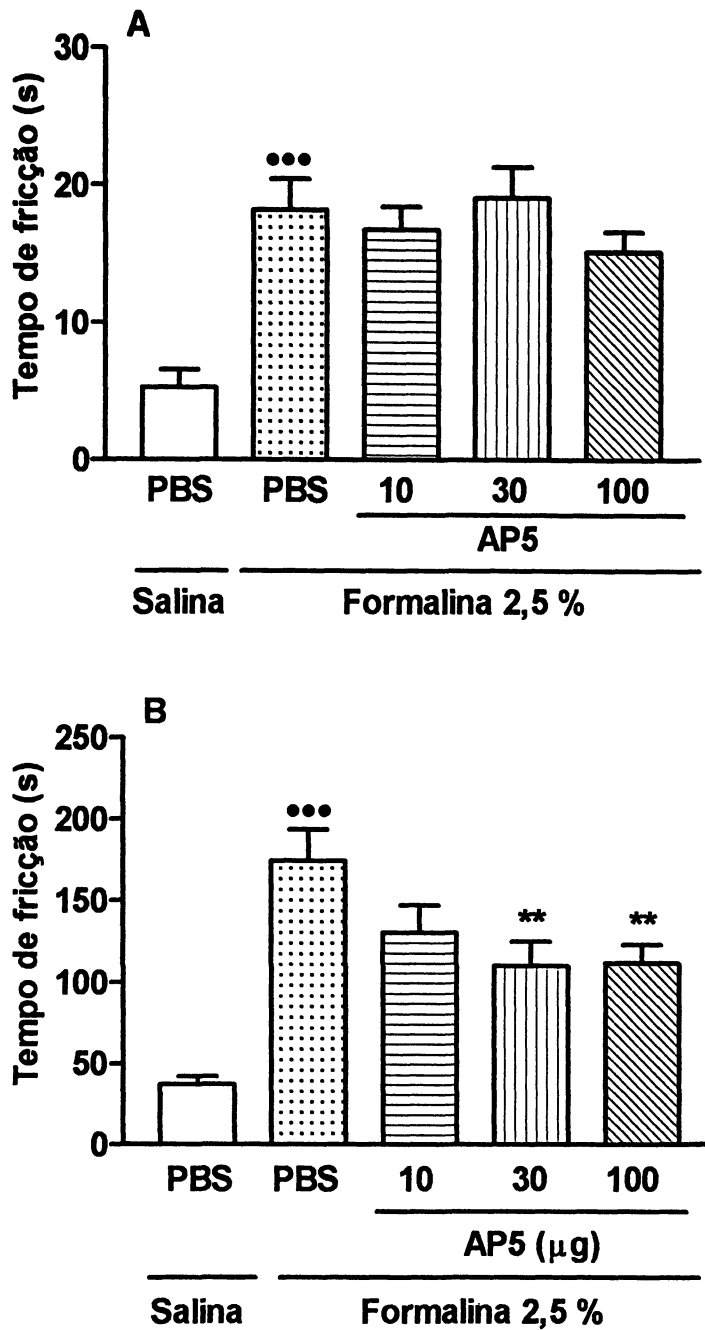 A
Tempo de fricção (s)
30
20
10
0
•••
PBS PBS 10 30 100
AP5
Salina Formalina 2,5 %
B
Tempo de fricção (s)
250
200
150
100
50
0
•••
** **
PBS PBS 10 30 100
AP5 (µg)
Salina Formalina 2,5 %